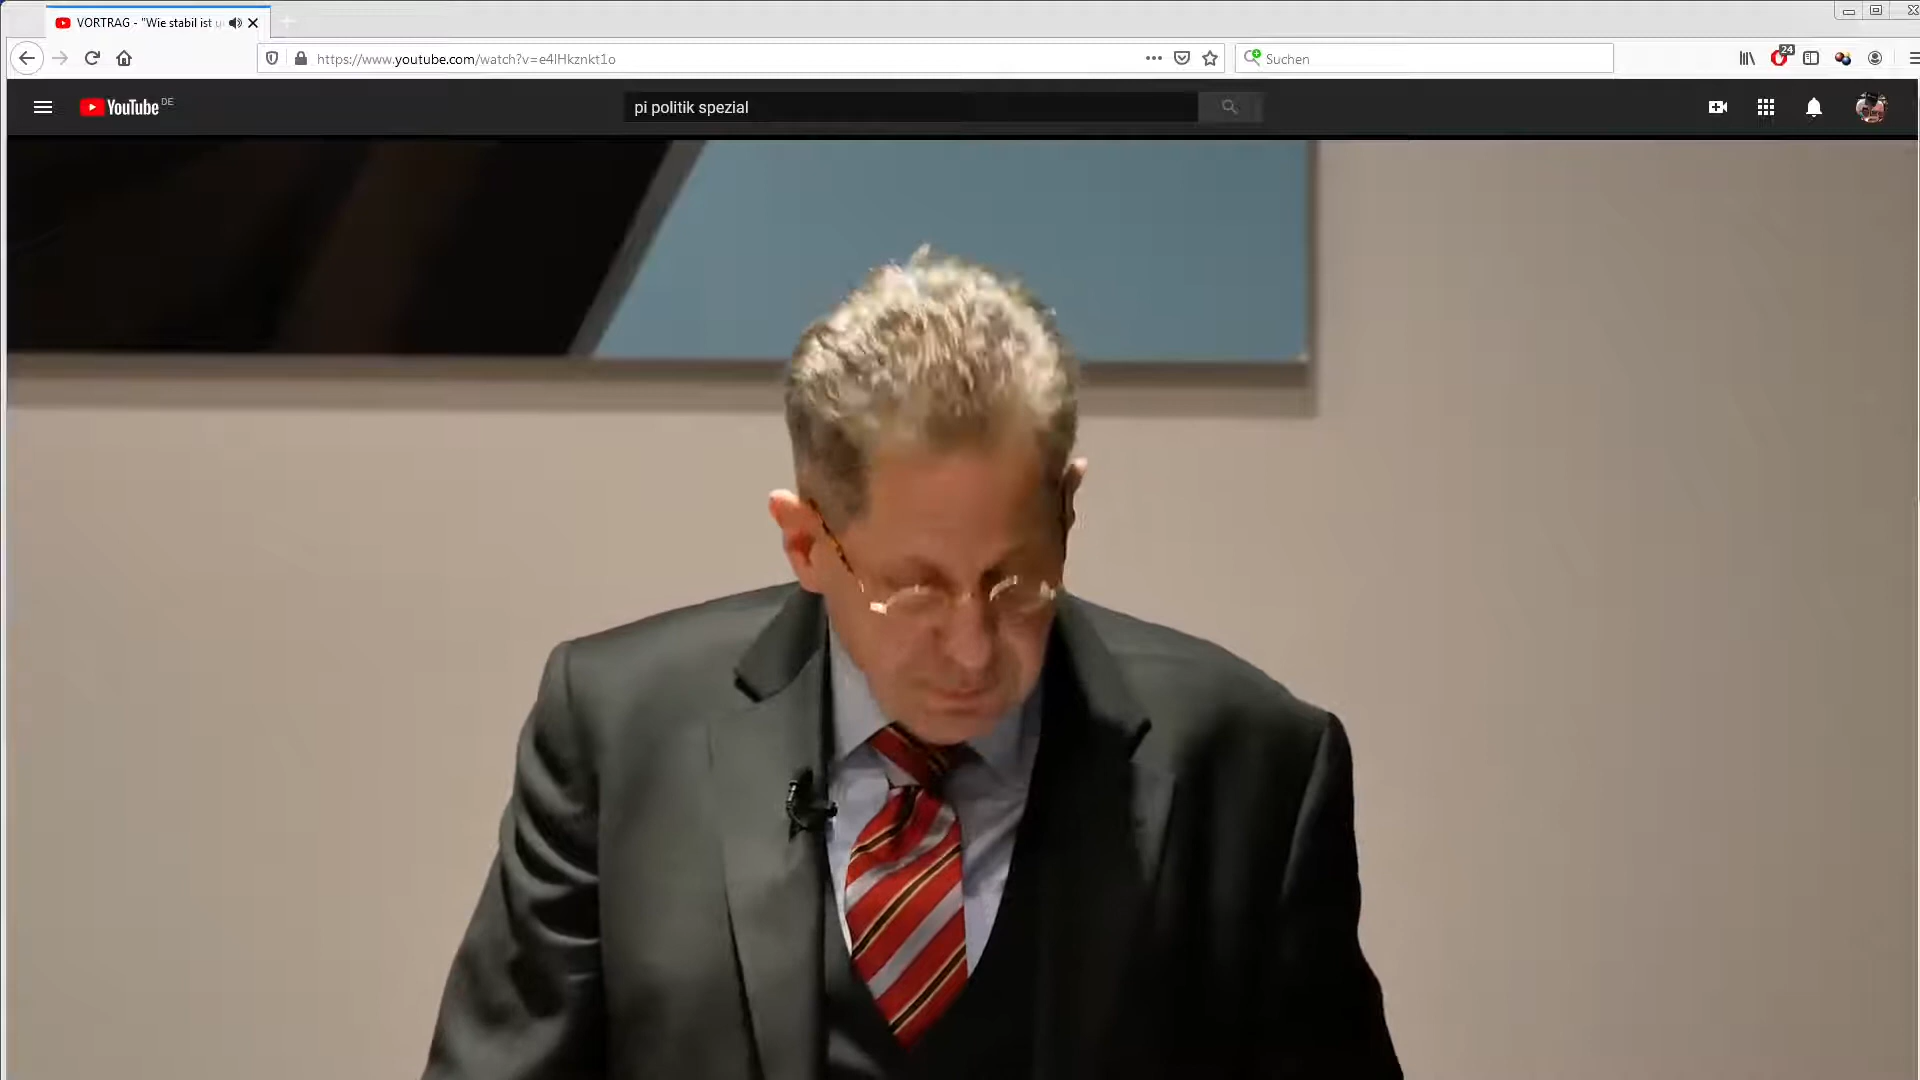 VORTRAG - "Wie stabil ist u
https://www.youtube.com/watch?v=e4lHkznkt1o
Suchen
24
YouTube DE
pi politik spezial